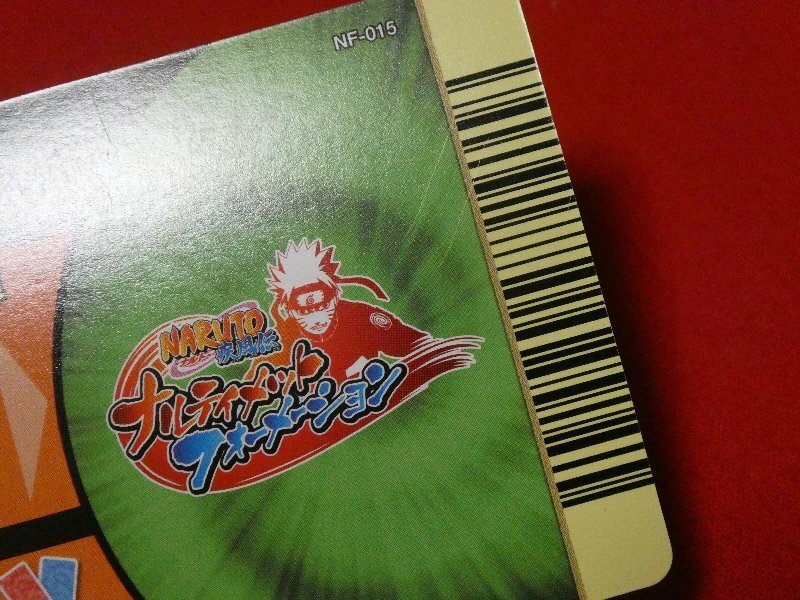 NF-015
NARUTO
疾風伝
ナルティメット
フォーメーション